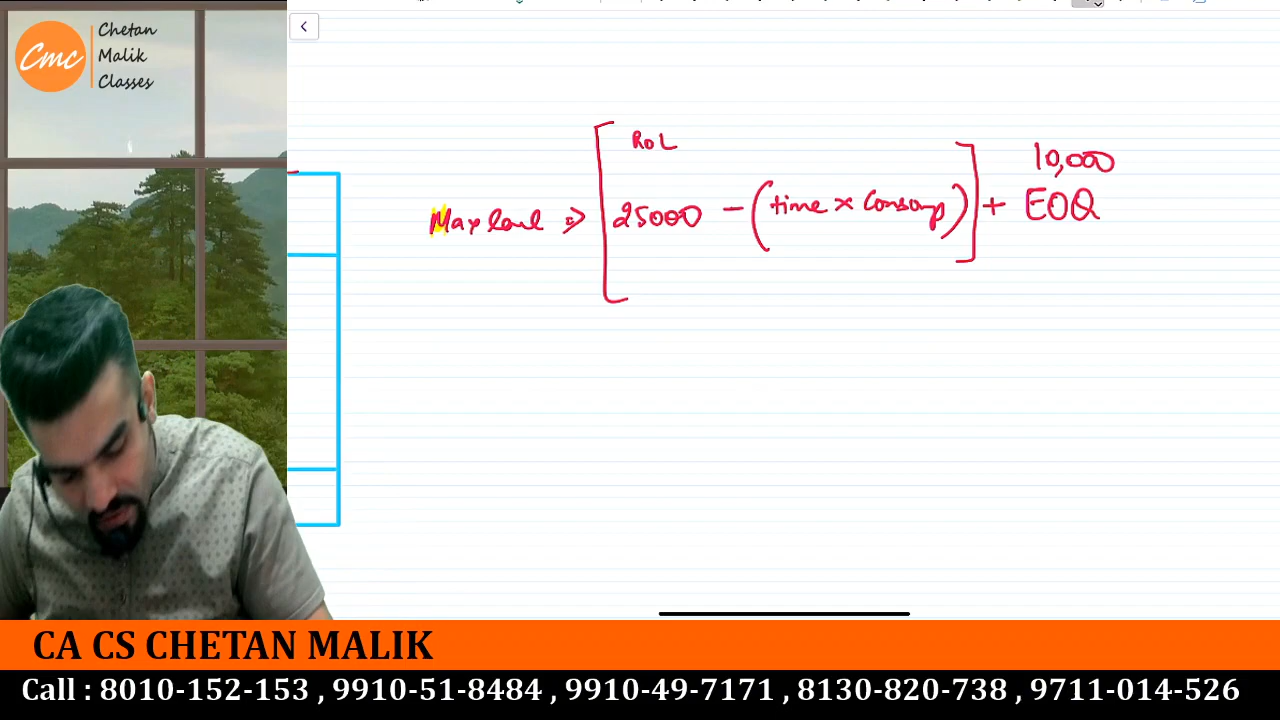 Cmc
Chetan
Malik
Classes
ROL
10,000
Max level ⇒ [25000 - (time × Consump)] + EOQ
CA CS CHETAN MALIK
Call : 8010-152-153 , 9910-51-8484 , 9910-49-7171 , 8130-820-738 , 9711-014-526